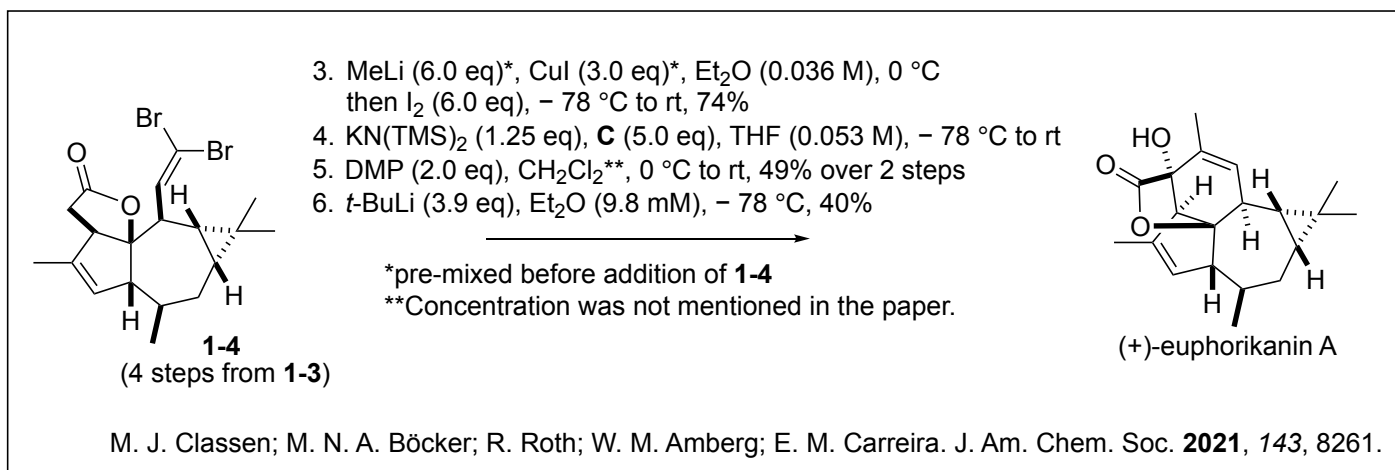 3. MeLi (6.0 eq)*, CuI (3.0 eq)*, Et₂O (0.036 M), 0 °C
then I₂ (6.0 eq), − 78 °C to rt, 74%
4. KN(TMS)₂ (1.25 eq), C (5.0 eq), THF (0.053 M), − 78 °C to rt
5. DMP (2.0 eq), CH₂Cl₂**, 0 °C to rt, 49% over 2 steps
6. t-BuLi (3.9 eq), Et₂O (9.8 mM), − 78 °C, 40%
*pre-mixed before addition of 1-4
**Concentration was not mentioned in the paper.
Br
Br
O
O
H
H
H
1-4
(4 steps from 1-3)
HO
O
O
H
H
H
H
H
(+)-euphorikanin A
M. J. Classen; M. N. A. Böcker; R. Roth; W. M. Amberg; E. M. Carreira. J. Am. Chem. Soc. 2021, 143, 8261.